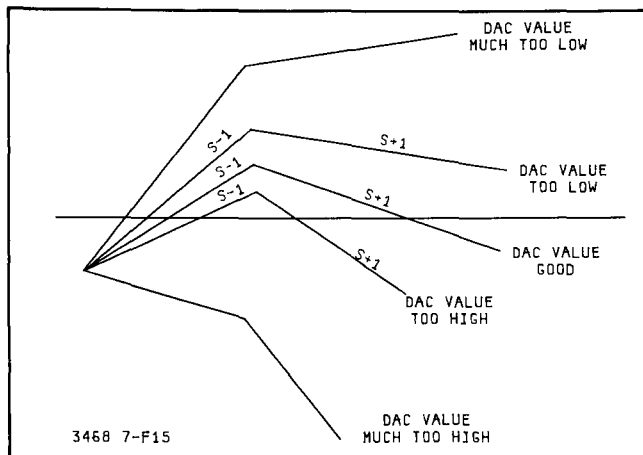 DAC VALUE
MUCH TOO LOW
S-1
S+1
S-1
DAC VALUE
TOO LOW
S-1
S+1
DAC VALUE
GOOD
S+1
DAC VALUE
TOO HIGH
3468 7-F15
DAC VALUE
MUCH TOO HIGH